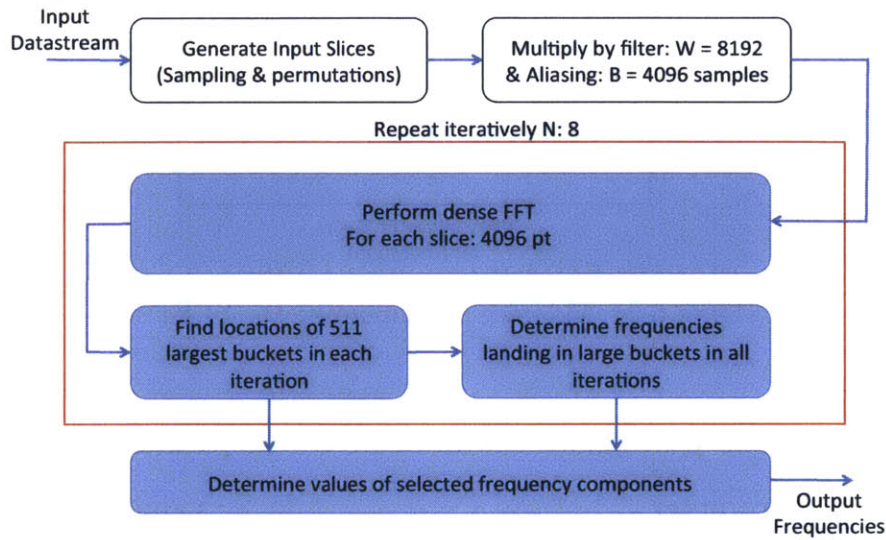 Input
Datastream
Generate Input Slices
(Sampling & permutations)
Multiply by filter: W = 8192
& Aliasing: B = 4096 samples
Repeat iteratively N: 8
Perform dense FFT
For each slice: 4096 pt
Find locations of 511
largest buckets in each
iteration
Determine frequencies
landing in large buckets in all
iterations
Determine values of selected frequency components
Output
Frequencies